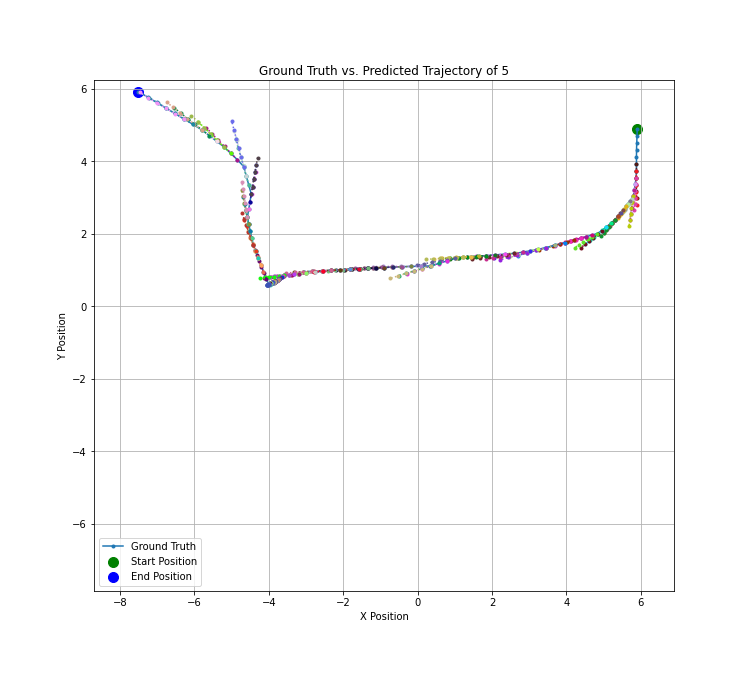 Ground Truth vs. Predicted Trajectory of 5
Y Position
6
4
2
0
−2
−4
−6
Ground Truth
Start Position
End Position
−8
−6
−4
−2
0
2
4
6
X Position